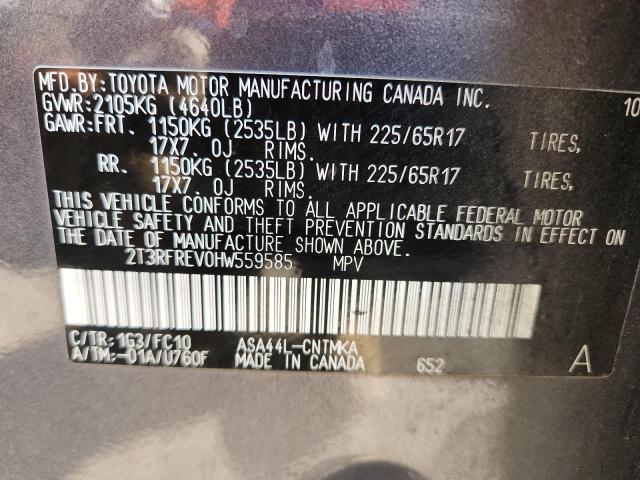 MFD.BY:TOYOTA MOTOR MANUFACTURING CANADA INC. 10
GVWR:2105KG (4640LB)
GAWR:FRT. 1150KG (2535LB) WITH 225/65R17 TIRES,
17X7.0J RIMS.
RR. 1150KG (2535LB) WITH 225/65R17 TIRES,
17X7.0J RIMS.
THIS VEHICLE CONFORMS TO ALL APPLICABLE FEDERAL MOTOR
VEHICLE SAFETY AND THEFT PREVENTION STANDARDS IN EFFECT ON
THE DATE OF MANUFACTURE SHOWN ABOVE.
2T3RFREV0HW559585 MPV
C/TR:1G3/FC10 ASA44L-CNTMKA
A/TM:-01A/U760F MADE IN CANADA 652 A